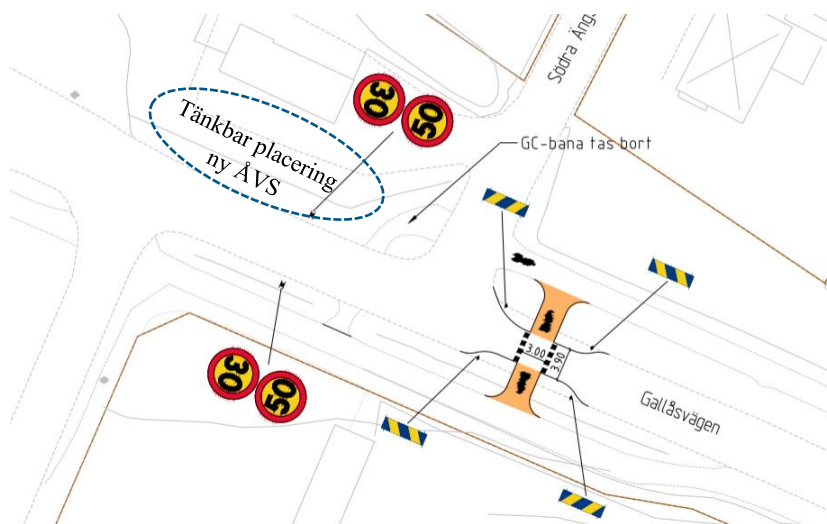 Södra Äng
30
50
Tänkbar placering
ny ÅVS
GC-bana tas bort
3.00
3.90
30
50
Gallåsvägen